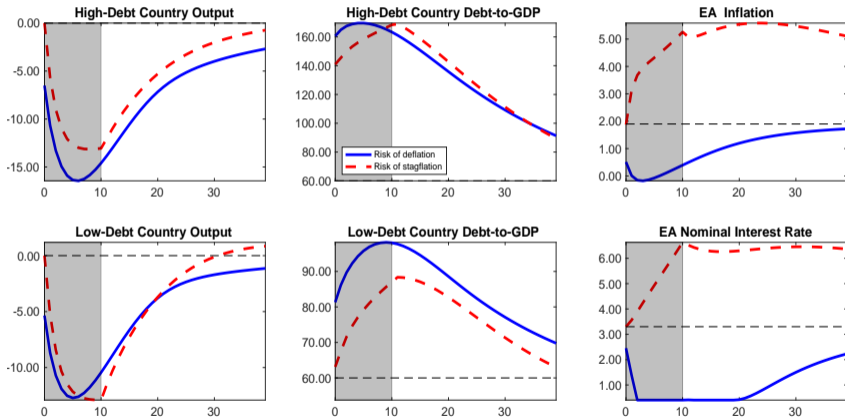 High-Debt Country Output
0.00
-5.00
-10.00
-15.00
0 10 20 30
High-Debt Country Debt-to-GDP
160.00
140.00
120.00
100.00
80.00
60.00
Risk of deflation
Risk of stagflation
0 10 20 30
EA Inflation
5.00
4.00
3.00
2.00
1.00
0.00
0 10 20 30
Low-Debt Country Output
0.00
-5.00
-10.00
0 10 20 30
Low-Debt Country Debt-to-GDP
90.00
80.00
70.00
60.00
0 10 20 30
EA Nominal Interest Rate
6.00
5.00
4.00
3.00
2.00
1.00
0 10 20 30